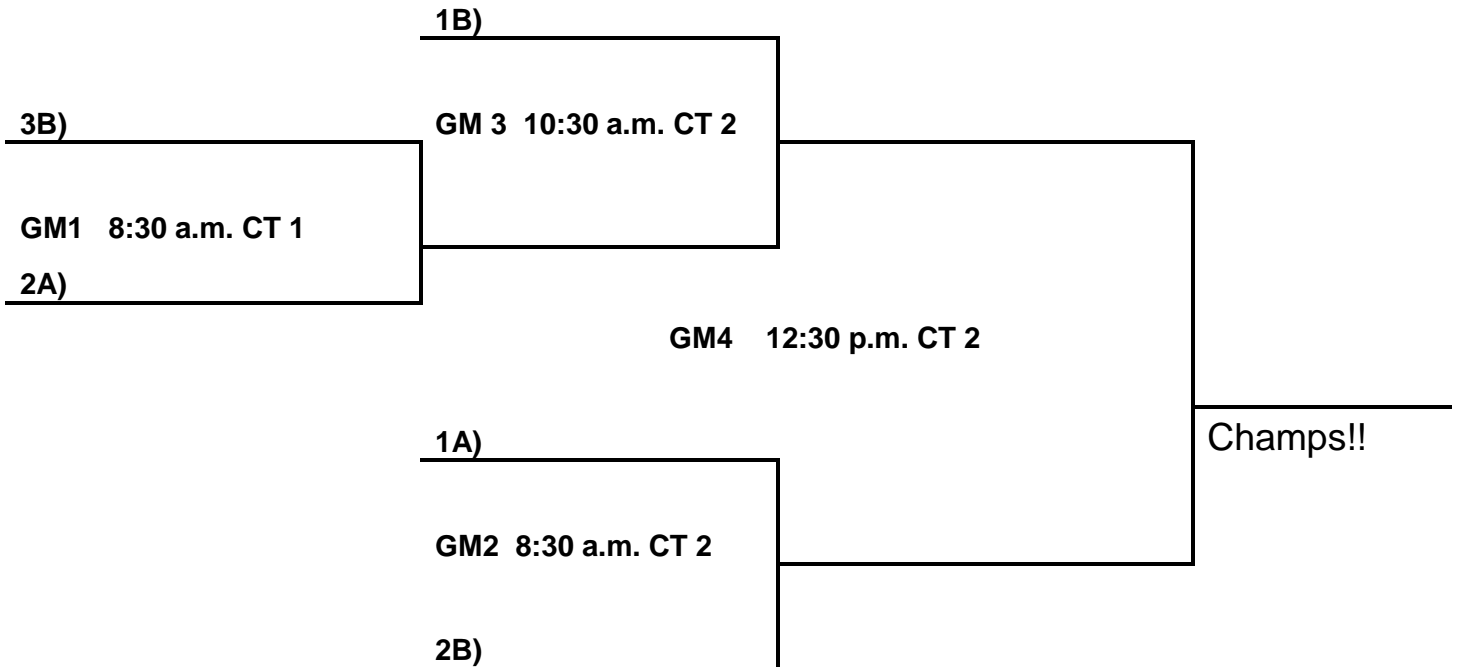 1B)
3B)
GM 3 10:30 a.m. CT 2
GM1 8:30 a.m. CT 1
2A)
GM4 12:30 p.m. CT 2
1A)
Champs!!
GM2 8:30 a.m. CT 2
2B)